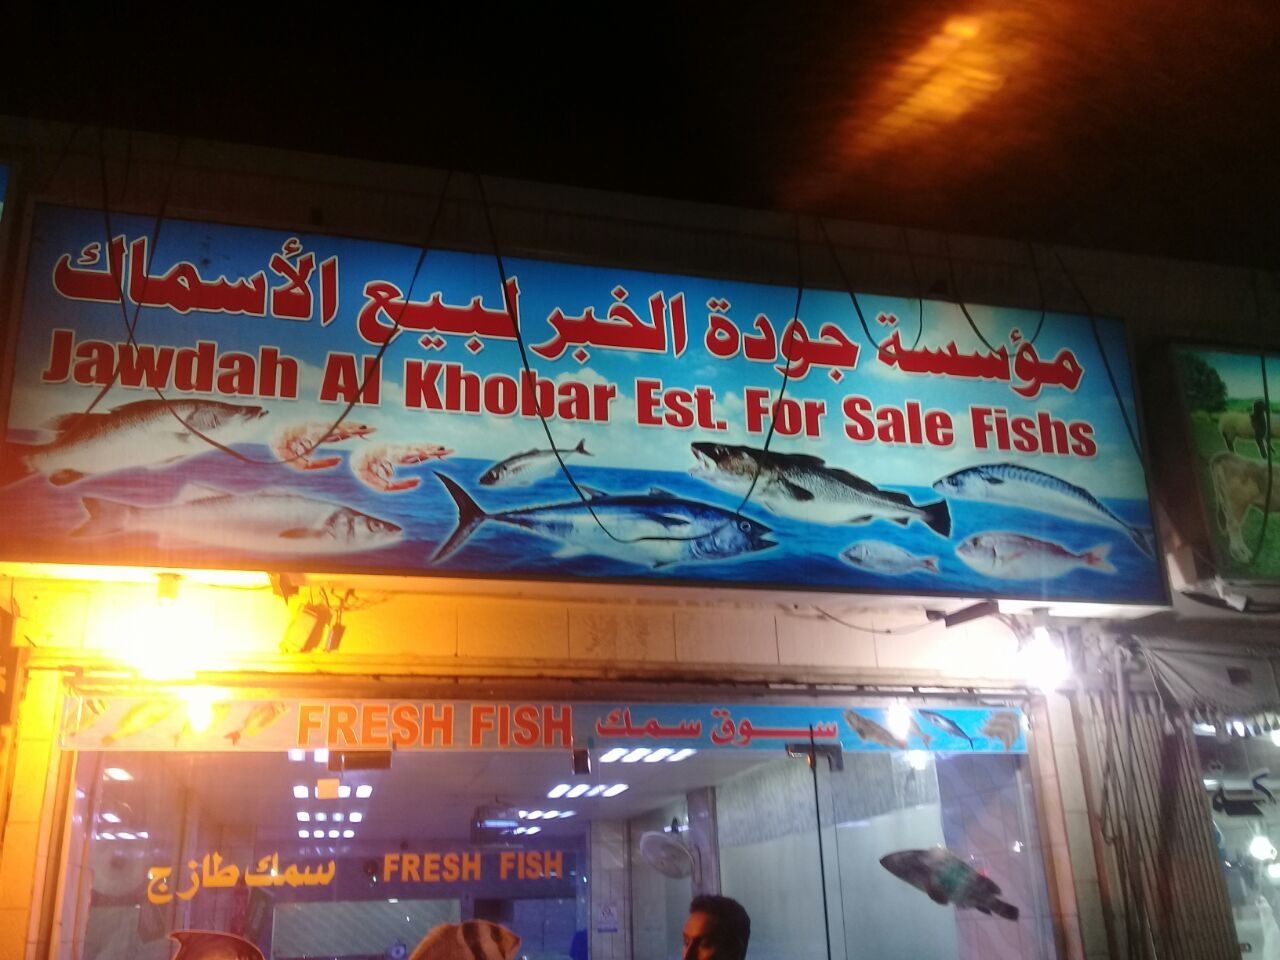 مؤسسة جودة الخبر لبيع الأسماك
Jawdah Al Khobar Est. For Sale Fishs
FRESH FISH سوق سمك
سمك طازج FRESH FISH